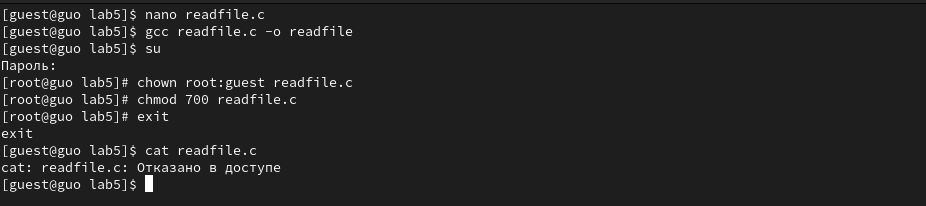 [guest@guo lab5]$ nano readfile.c
[guest@guo lab5]$ gcc readfile.c -o readfile
[guest@guo lab5]$ su
Пароль:
[root@guo lab5]# chown root:guest readfile.c
[root@guo lab5]# chmod 700 readfile.c
[root@guo lab5]# exit
exit
[guest@guo lab5]$ cat readfile.c
cat: readfile.c: Отказано в доступе
[guest@guo lab5]$